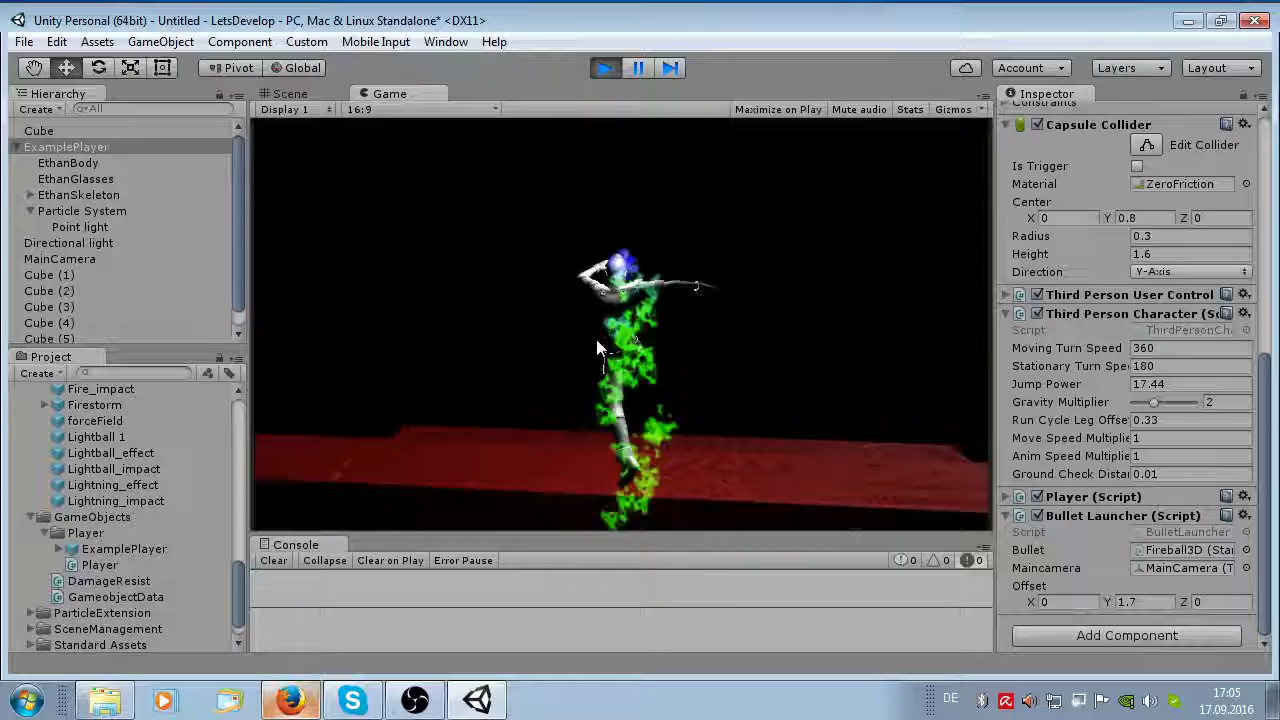 Unity Personal (64bit) - Untitled - LetsDevelop - PC, Mac & Linux Standalone* <DX11>
File Edit Assets GameObject Component Custom Mobile Input Window Help
Pivot Global Account Layers Layout
Hierarchy Scene Game Inspector
Create All Display 1 16:9 Maximize on Play Mute audio Stats Gizmos
Cube
ExamplePlayer
EthanBody
EthanGlasses
EthanSkeleton
Particle System
Point light
Directional light
MainCamera
Cube (1)
Cube (2)
Cube (3)
Cube (4)
Cube (5)
Project
Create
Fire_impact
Firestorm
forceField
Lightball 1
Lightball_effect
Lightball_impact
Lightning_effect
Lightning_impact
GameObjects
Player
ExamplePlayer
Player
DamageResist
GameobjectData
ParticleExtension
SceneManagement
Standard Assets
Console
Clear Collapse Clear on Play Error Pause 0 0 0
Constraints
Capsule Collider
Edit Collider
Is Trigger
Material ZeroFriction
Center
X 0 Y 0.8 Z 0
Radius 0.3
Height 1.6
Direction Y-Axis
Third Person User Control
Third Person Character (Sc
Script ThirdPersonCha
Moving Turn Speed 360
Stationary Turn Spee 180
Jump Power 17.44
Gravity Multiplier 2
Run Cycle Leg Offse 0.33
Move Speed Multiplie 1
Anim Speed Multiplie 1
Ground Check Distan 0.01
Player (Script)
Bullet Launcher (Script)
Script BulletLauncher
Bullet Fireball3D (Star
Maincamera MainCamera (T
Offset
X 0 Y 1.7 Z 0
Add Component
DE
17:05
17.09.2016